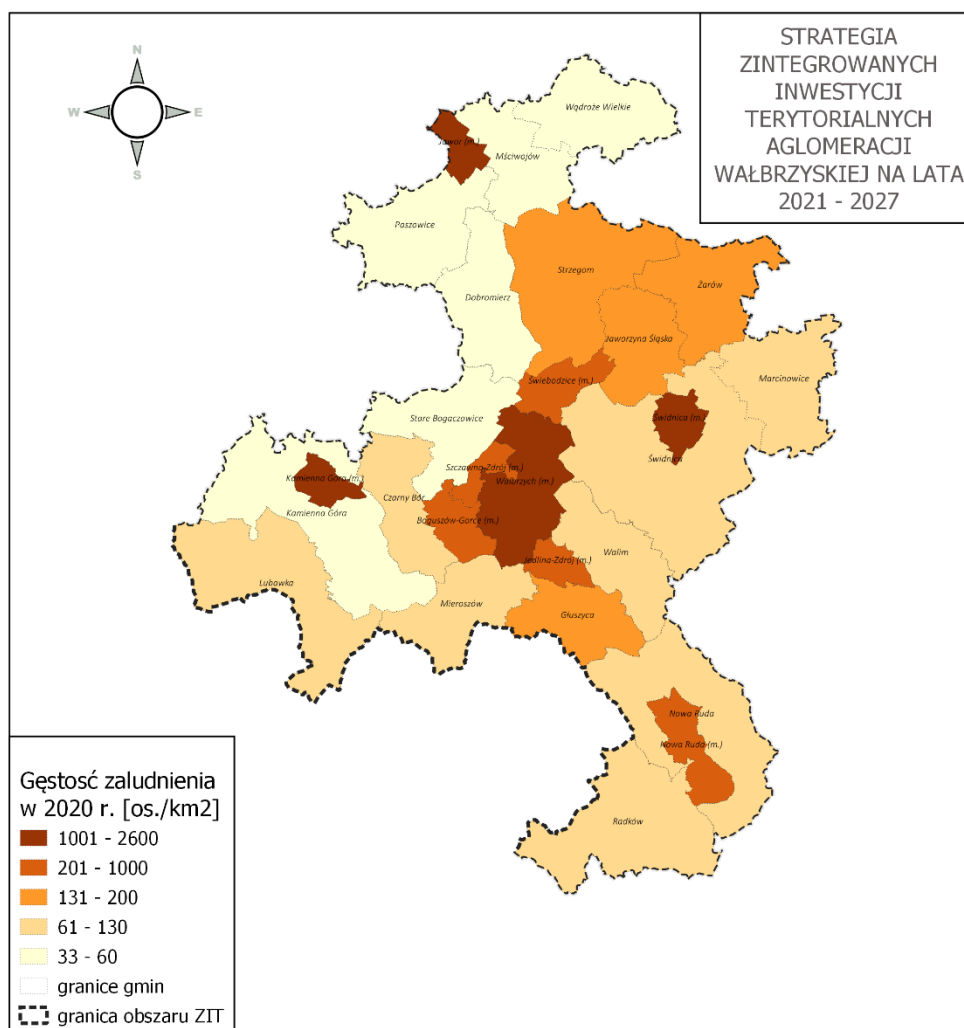 STRATEGIA
ZINTEGROWANYCH
INWESTYCJI
TERYTORIALNYCH
AGLOMERACJI
WAŁBRZYSKIEJ NA LATA
2021 - 2027
N
W
E
S
Wądroże Wielkie
Jawor (m.)
Mściwojów
Paszowice
Strzegom
Żarów
Dobromierz
Jaworzyna Śląska
Świebodzice (m.)
Marcinowice
Stare Bogaczowice
Świdnica (m.)
Świdnica
Szczawno-Zdrój (m.)
Kamienna Góra (m.)
Wałbrzych (m.)
Czarny Bór
Kamienna Góra
Boguszów-Gorce (m.)
Walim
Jedlina-Zdrój (m.)
Lubawka
Mieroszów
Głuszyca
Nowa Ruda
Nowa Ruda (m.)
Radków
Gęstość zaludnienia
w 2020 r. [os./km2]
1001 - 2600
201 - 1000
131 - 200
61 - 130
33 - 60
granice gmin
granica obszaru ZIT